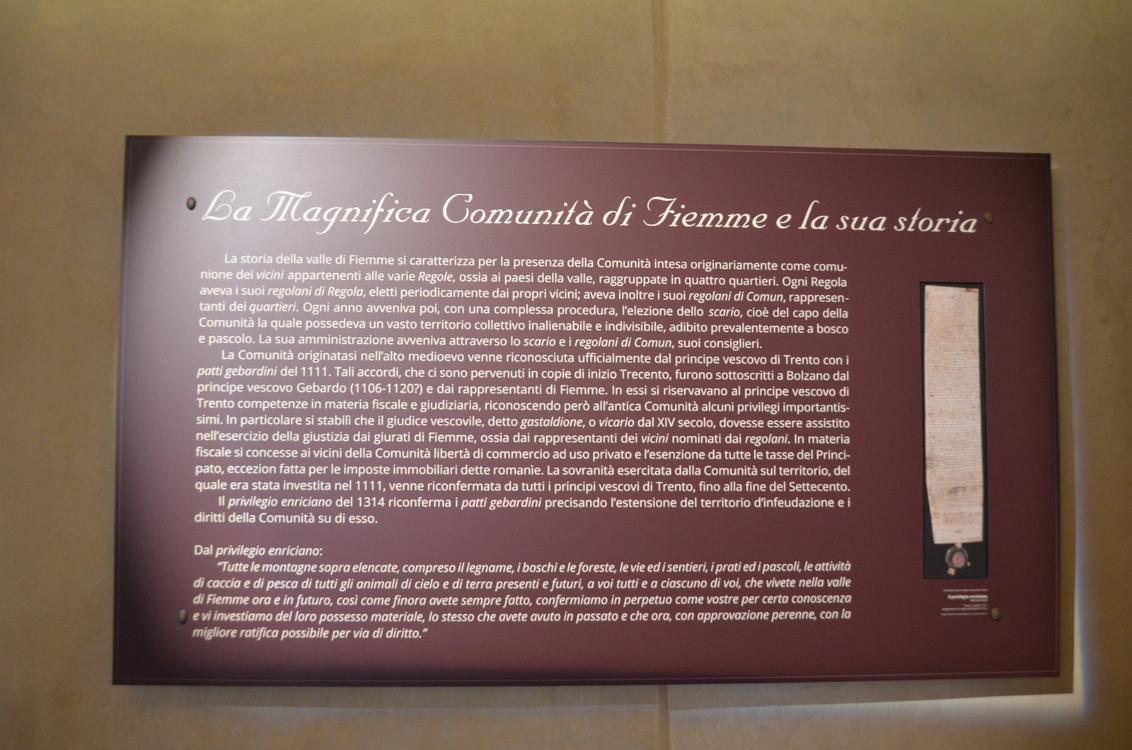 La Magnifica Comunità di Fiemme e la sua storia
La storia della valle di Fiemme si caratterizza per la presenza della Comunità intesa originariamente come comu-
nione dei vicini appartenenti alle varie Regole, ossia ai paesi della valle, raggruppate in quattro quartieri. Ogni Regola
aveva i suoi regolani di Regola, eletti periodicamente dai propri vicini; aveva inoltre i suoi regolani di Comun, rappresen-
tanti dei quartieri. Ogni anno avveniva poi, con una complessa procedura, l'elezione dello scario, cioè del capo della
Comunità la quale possedeva un vasto territorio collettivo inalienabile e indivisibile, adibito prevalentemente a bosco
e pascolo. La sua amministrazione avveniva attraverso lo scario e i regolani di Comun, suoi consiglieri.
La Comunità originatasi nell'alto medioevo venne riconosciuta ufficialmente dal principe vescovo di Trento con i
patti gebardini del 1111. Tali accordi, che ci sono pervenuti in copie di inizio Trecento, furono sottoscritti a Bolzano dal
principe vescovo Gebardo (1106-1120?) e dai rappresentanti di Fiemme. In essi si riservavano al principe vescovo di
Trento competenze in materia fiscale e giudiziaria, riconoscendo però all'antica Comunità alcuni privilegi importantis-
simi. In particolare si stabilì che il giudice vescovile, detto gastaldione, o vicario dal XIV secolo, dovesse essere assistito
nell'esercizio della giustizia dai giurati di Fiemme, ossia dai rappresentanti dei vicini nominati dai regolani. In materia
fiscale si concesse ai vicini della Comunità libertà di commercio ad uso privato e l'esenzione da tutte le tasse del Princi-
pato, eccezion fatta per le imposte immobiliari dette romanìe. La sovranità esercitata dalla Comunità sul territorio, del
quale era stata investita nel 1111, venne riconfermata da tutti i principi vescovi di Trento, fino alla fine del Settecento.
Il privilegio enriciano del 1314 riconferma i patti gebardini precisando l'estensione del territorio d'infeudazione e i
diritti della Comunità su di esso.
Dal privilegio enriciano:
"Tutte le montagne sopra elencate, compreso il legname, i boschi e le foreste, le vie ed i sentieri, i prati ed i pascoli, le attività
di caccia e di pesca di tutti gli animali di cielo e di terra presenti e futuri, a voi tutti e a ciascuno di voi, che vivete nella valle
di Fiemme ora e in futuro, così come finora avete sempre fatto, confermiamo in perpetuo come vostre per certa conoscenza
e vi investiamo del loro possesso materiale, lo stesso che avete avuto in passato e che ora, con approvazione perenne, con la
migliore ratifica possibile per via di diritto."